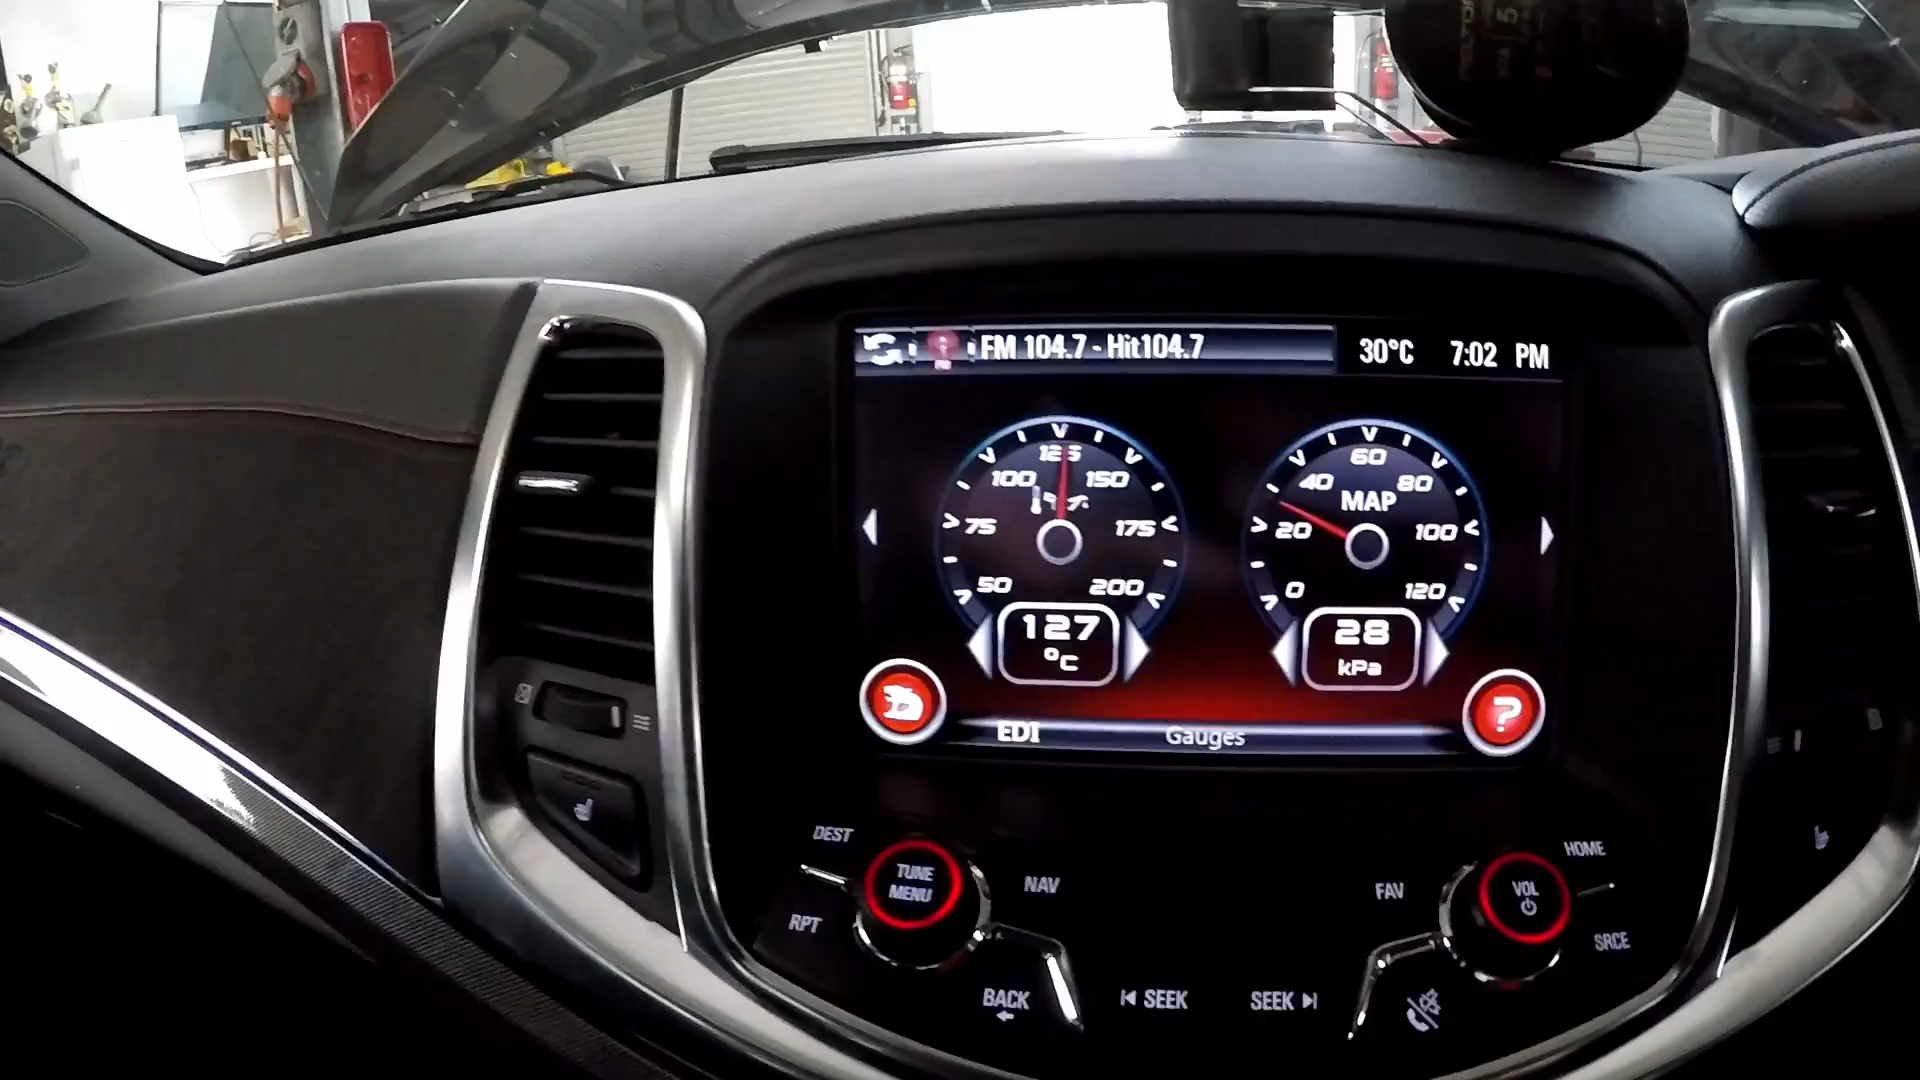 FM 104.7 - Hit104.7
30°C 7:02 PM
50
75
100
125
150
175
200
127
°C
MAP
0
20
40
60
80
100
120
28
kPa
?
EDI
Gauges
DEST
TUNE
MENU
NAV
RPT
BACK
SEEK
SEEK
FAV
VOL
HOME
SRCE